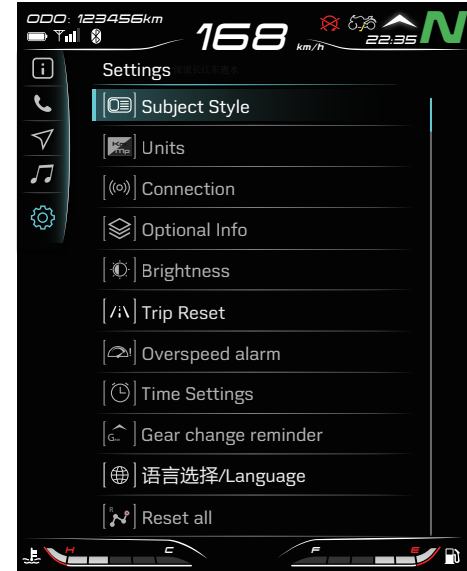 ODO: 123456km
168 km/h
22:35
N
Settings
Subject Style
Units
Connection
Optional Info
Brightness
Trip Reset
Overspeed alarm
Time Settings
Gear change reminder
语言选择/Language
Reset all
H C F E